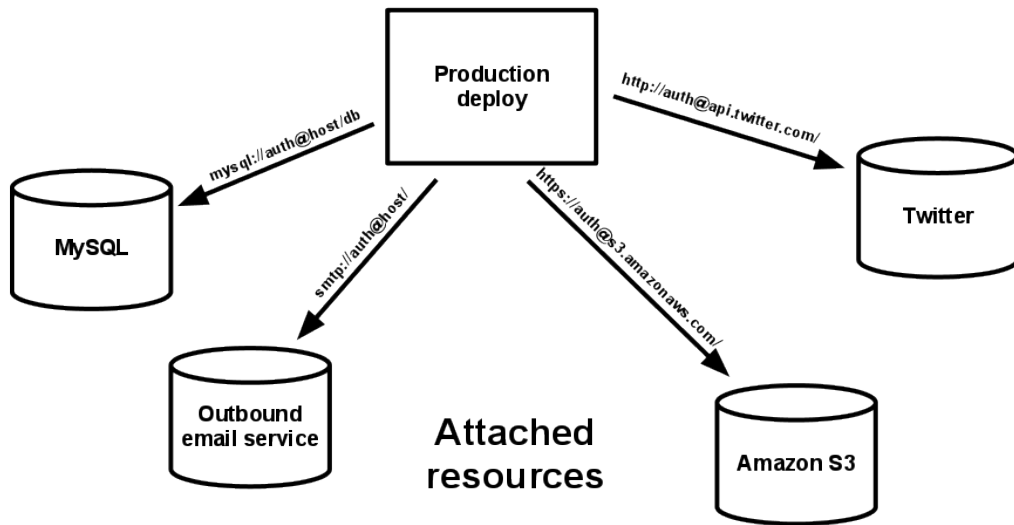 Production
deploy
mysql://auth@host/db
http://auth@api.twitter.com/
smtp://auth@host/
https://auth@s3.amazonaws.com/
MySQL
Twitter
Outbound
email service
Attached
resources
Amazon S3